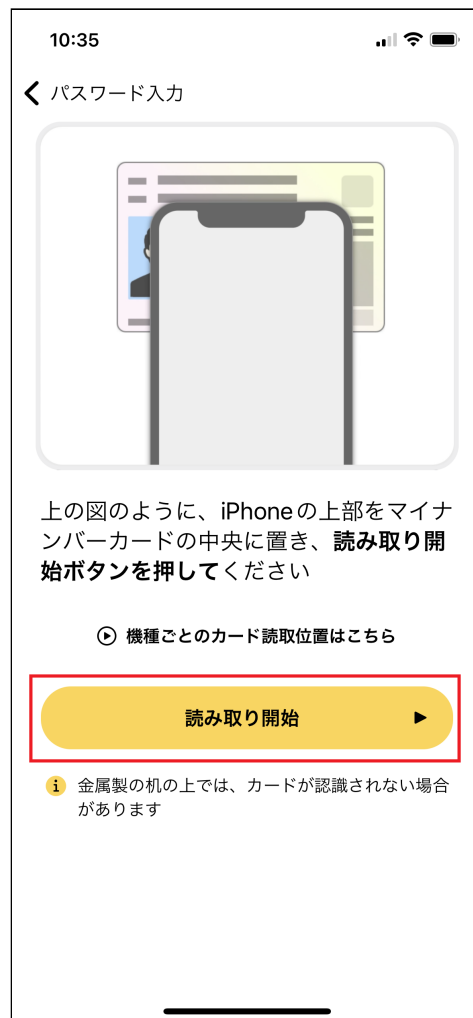 10:35
パスワード入力
上の図のように、iPhoneの上部をマイナ
ンバーカードの中央に置き、読み取り開
始ボタンを押してください
機種ごとのカード読取位置はこちら
読み取り開始
金属製の机の上では、カードが認識されない場合
があります